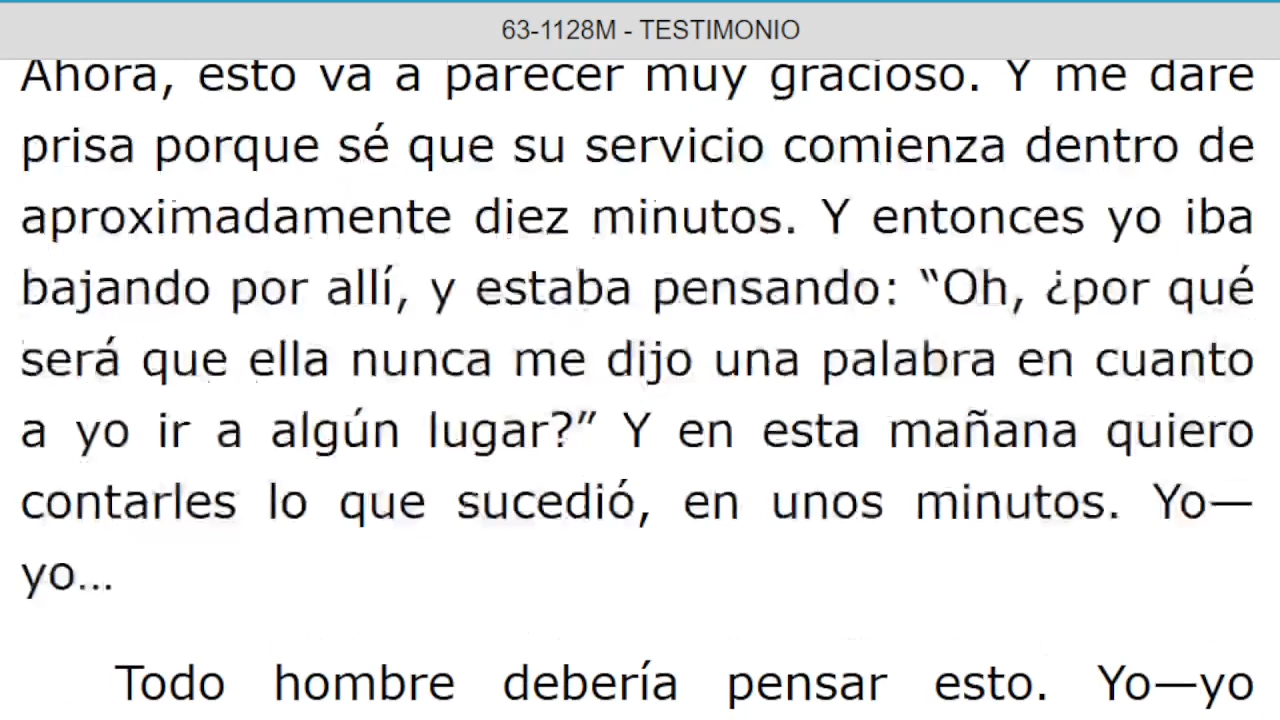 63-1128M - TESTIMONIO
Ahora, esto va a parecer muy gracioso. Y me daré
prisa porque sé que su servicio comienza dentro de
aproximadamente diez minutos. Y entonces yo iba
bajando por allí, y estaba pensando: “Oh, ¿por qué
será que ella nunca me dijo una palabra en cuanto
a yo ir a algún lugar?” Y en esta mañana quiero
contarles lo que sucedió, en unos minutos. Yo—
yo...
Todo hombre debería pensar esto. Yo—yo